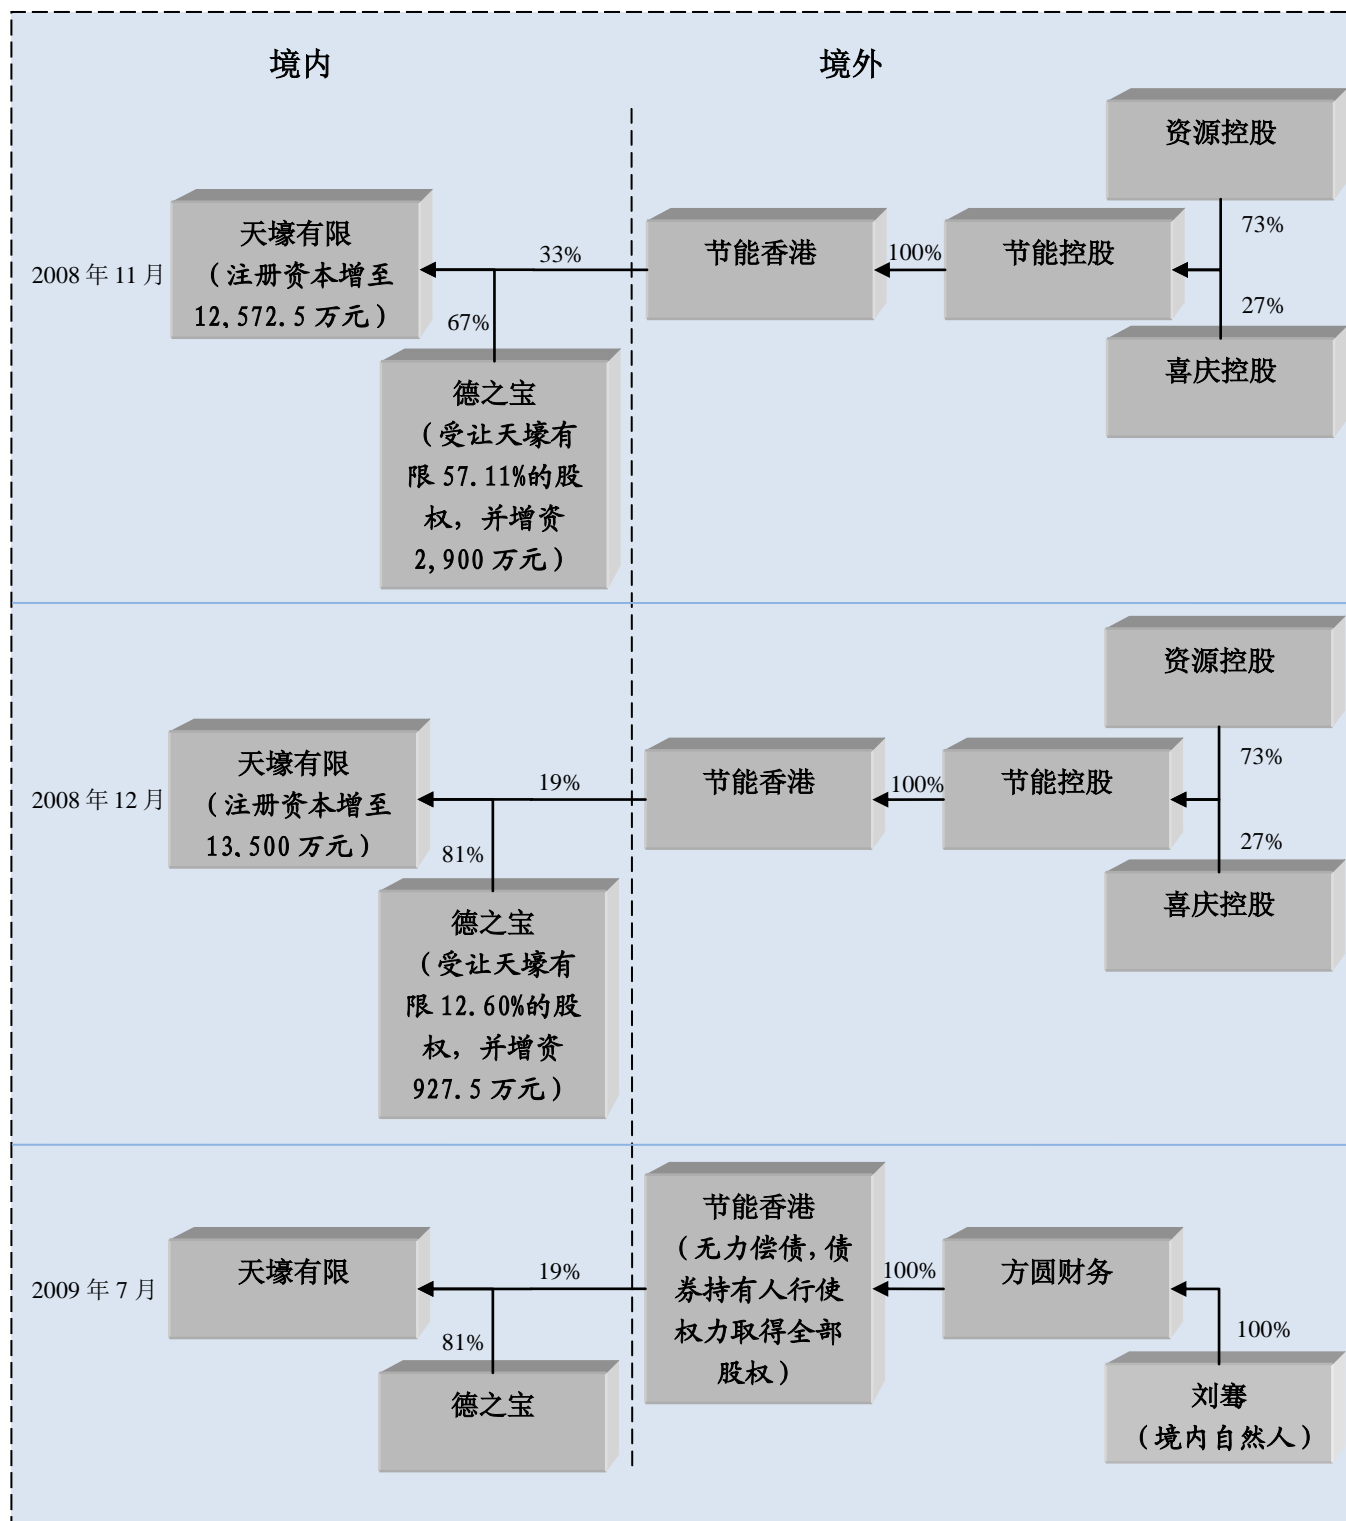 境内
境外
资源控股
73%
天壕有限
（注册资本增至
12,572.5 万元）
2008 年 11 月
33%
节能香港
100%
节能控股
27%
喜庆控股
67%
德之宝
（受让天壕有
限 57.11%的股
权，并增资
2,900 万元）
资源控股
73%
天壕有限
（注册资本增至
13,500 万元）
2008 年 12 月
19%
节能香港
100%
节能控股
27%
喜庆控股
81%
德之宝
（受让天壕有
限 12.60%的股
权，并增资
927.5 万元）
2009 年 7 月
天壕有限
19%
节能香港
（无力偿债，债
券持有人行使
权力取得全部
股权）
100%
方圆财务
100%
81%
德之宝
刘骞
（境内自然人）